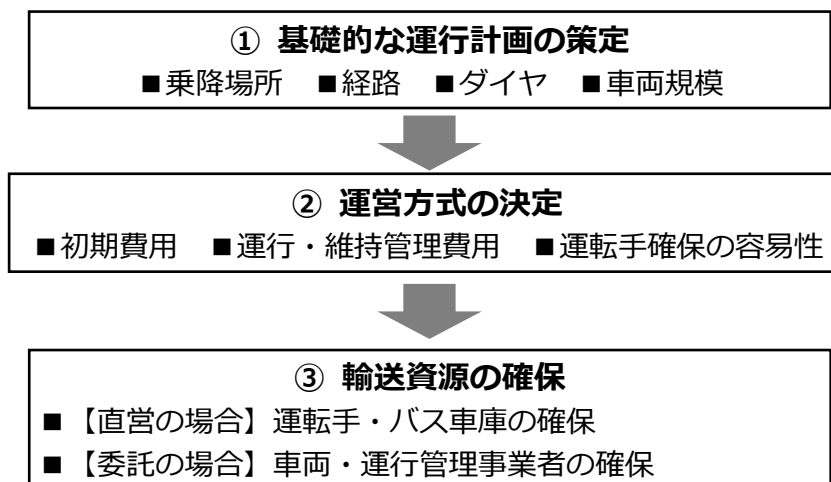 ① 基礎的な運行計画の策定
■乗降場所 ■経路 ■ダイヤ ■車両規模
② 運営方式の決定
■初期費用 ■運行・維持管理費用 ■運転手確保の容易性
③ 輸送資源の確保
■【直営の場合】運転手・バス車庫の確保
■【委託の場合】車両・運行管理事業者の確保